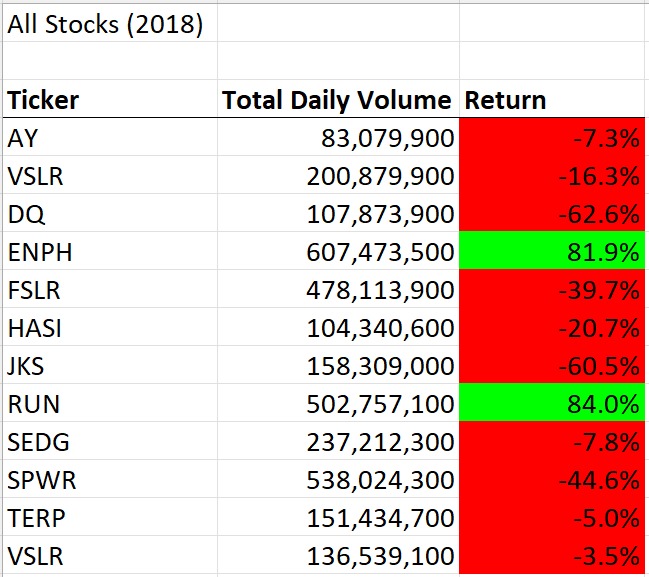 All Stocks (2018)
Ticker Total Daily Volume Return
AY 83,079,900 -7.3%
VSLR 200,879,900 -16.3%
DQ 107,873,900 -62.6%
ENPH 607,473,500 81.9%
FSLR 478,113,900 -39.7%
HASI 104,340,600 -20.7%
JKS 158,309,000 -60.5%
RUN 502,757,100 84.0%
SEDG 237,212,300 -7.8%
SPWR 538,024,300 -44.6%
TERP 151,434,700 -5.0%
VSLR 136,539,100 -3.5%